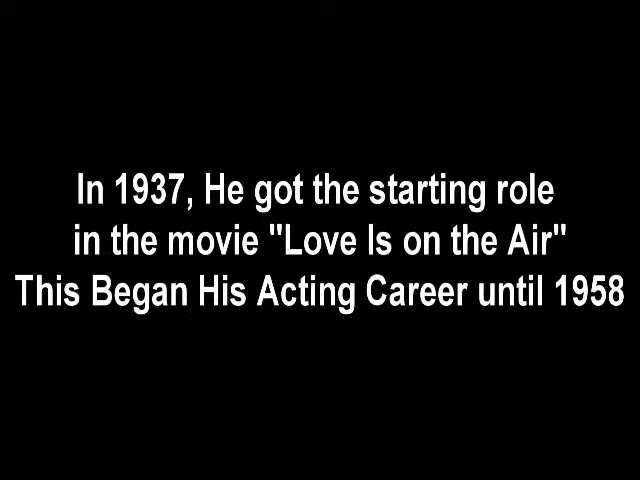 In 1937, He got the starting role
in the movie "Love Is on the Air"
This Began His Acting Career until 1958